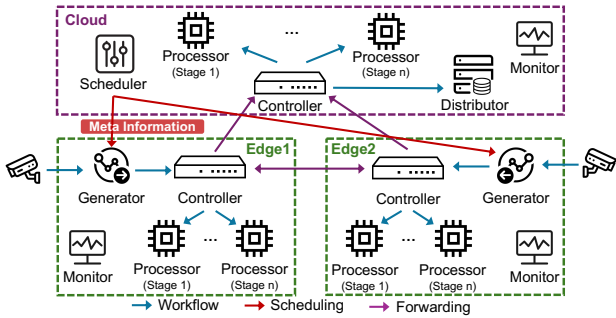 Cloud
Scheduler
Processor
(Stage 1)
...
Processor
(Stage n)
Monitor
Controller
Distributor
Meta Information
Edge1
Generator
Controller
Monitor
Processor
(Stage 1)
...
Processor
(Stage n)
Edge2
Controller
Generator
Processor
(Stage 1)
...
Processor
(Stage n)
Monitor
Workflow
Scheduling
Forwarding